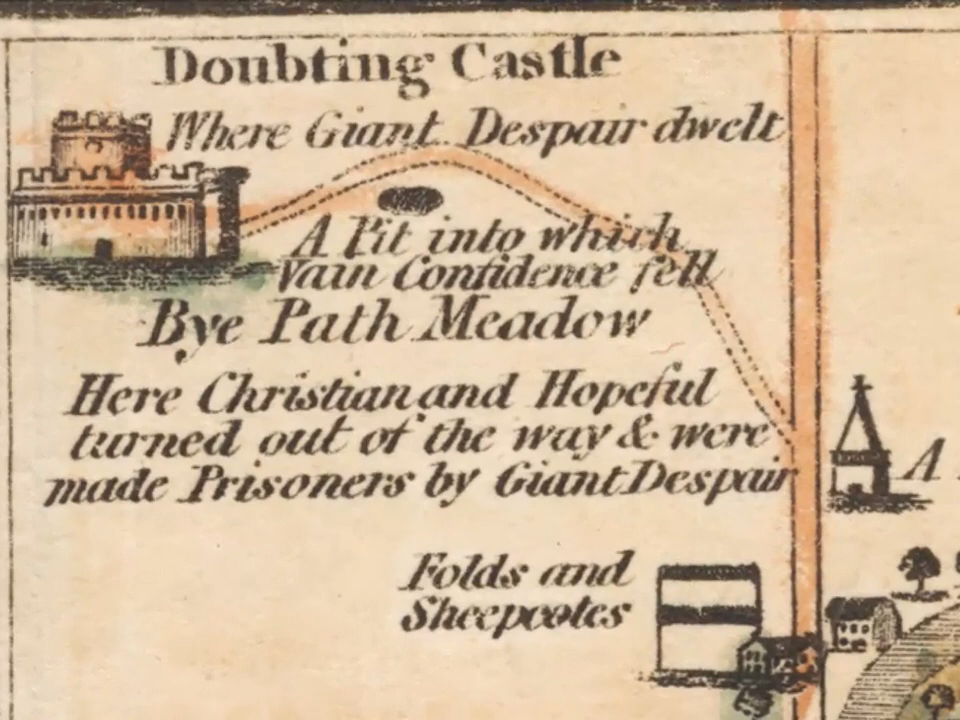 Doubting Castle
Where Giant Despair dwelt
A Pit into which
Vain Confidence fell
Bye Path Meadow
Here Christian and Hopeful
turned out of the way & were
made Prisoners by Giant Despair
A
Folds and
Sheepcotes